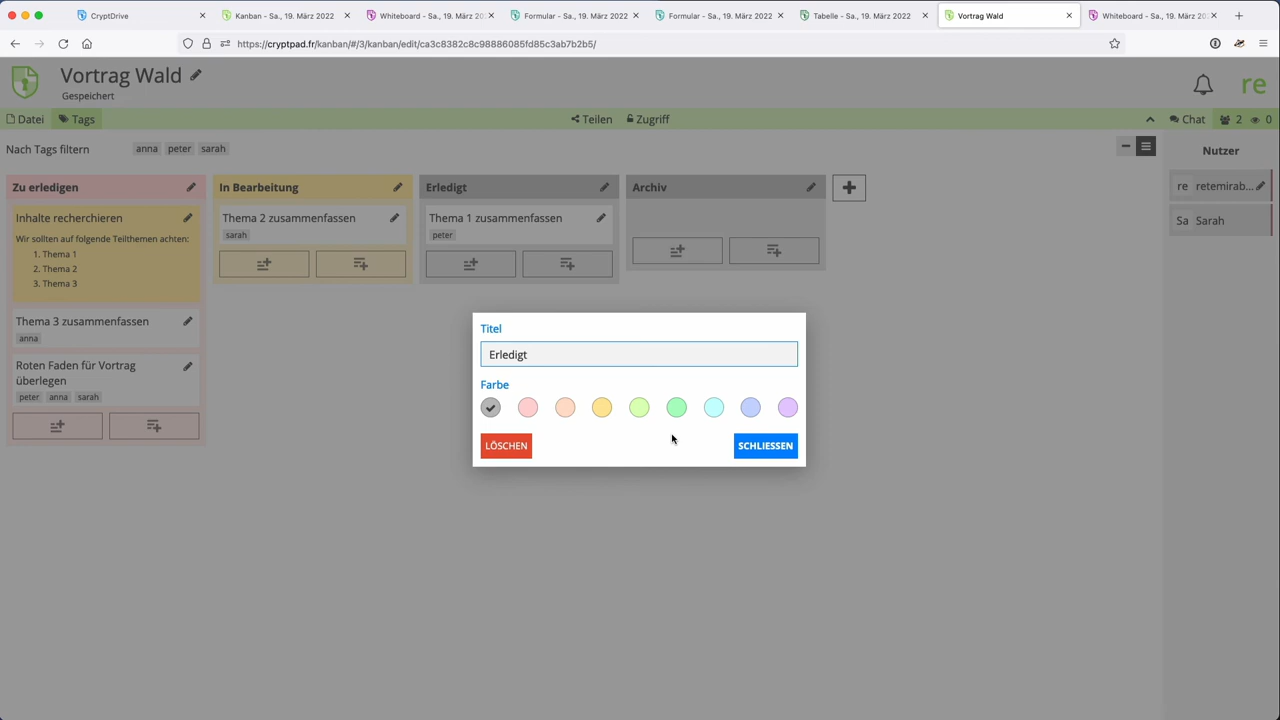 CryptDrive
Kanban - Sa., 19. März 2022
Whiteboard - Sa., 19. März 20
Formular - Sa., 19. März 2022
Formular - Sa., 19. März 2022
Tabelle - Sa., 19. März 2022
Vortrag Wald
Whiteboard - Sa., 19. März 20
https://cryptpad.fr/kanban/#/3/kanban/edit/ca3c8382c8c98886085fd85c3ab7b2b5/
Vortrag Wald
Gespeichert
re
Datei
Tags
Teilen
Zugriff
Chat
2
0
Nach Tags filtern
anna
peter
sarah
Nutzer
re retemirab...
Sa Sarah
Zu erledigen
Inhalte recherchieren
Wir sollten auf folgende Teilthemen achten:
1. Thema 1
2. Thema 2
3. Thema 3
Thema 3 zusammenfassen
anna
Roten Faden für Vortrag
überlegen
peter anna sarah
In Bearbeitung
Thema 2 zusammenfassen
sarah
Erledigt
Thema 1 zusammenfassen
peter
Archiv
Titel
Erledigt
Farbe
LÖSCHEN
SCHLIESSEN